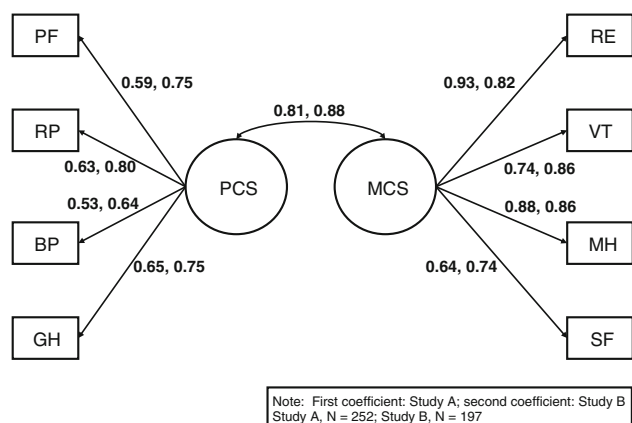 PF
RE
0.59, 0.75
0.93, 0.82
0.81, 0.88
RP
VT
0.63, 0.80
0.74, 0.86
PCS
MCS
0.53, 0.64
0.88, 0.86
BP
MH
0.65, 0.75
0.64, 0.74
GH
SF
Note: First coefficient: Study A; second coefficient: Study B
Study A, N = 252; Study B, N = 197